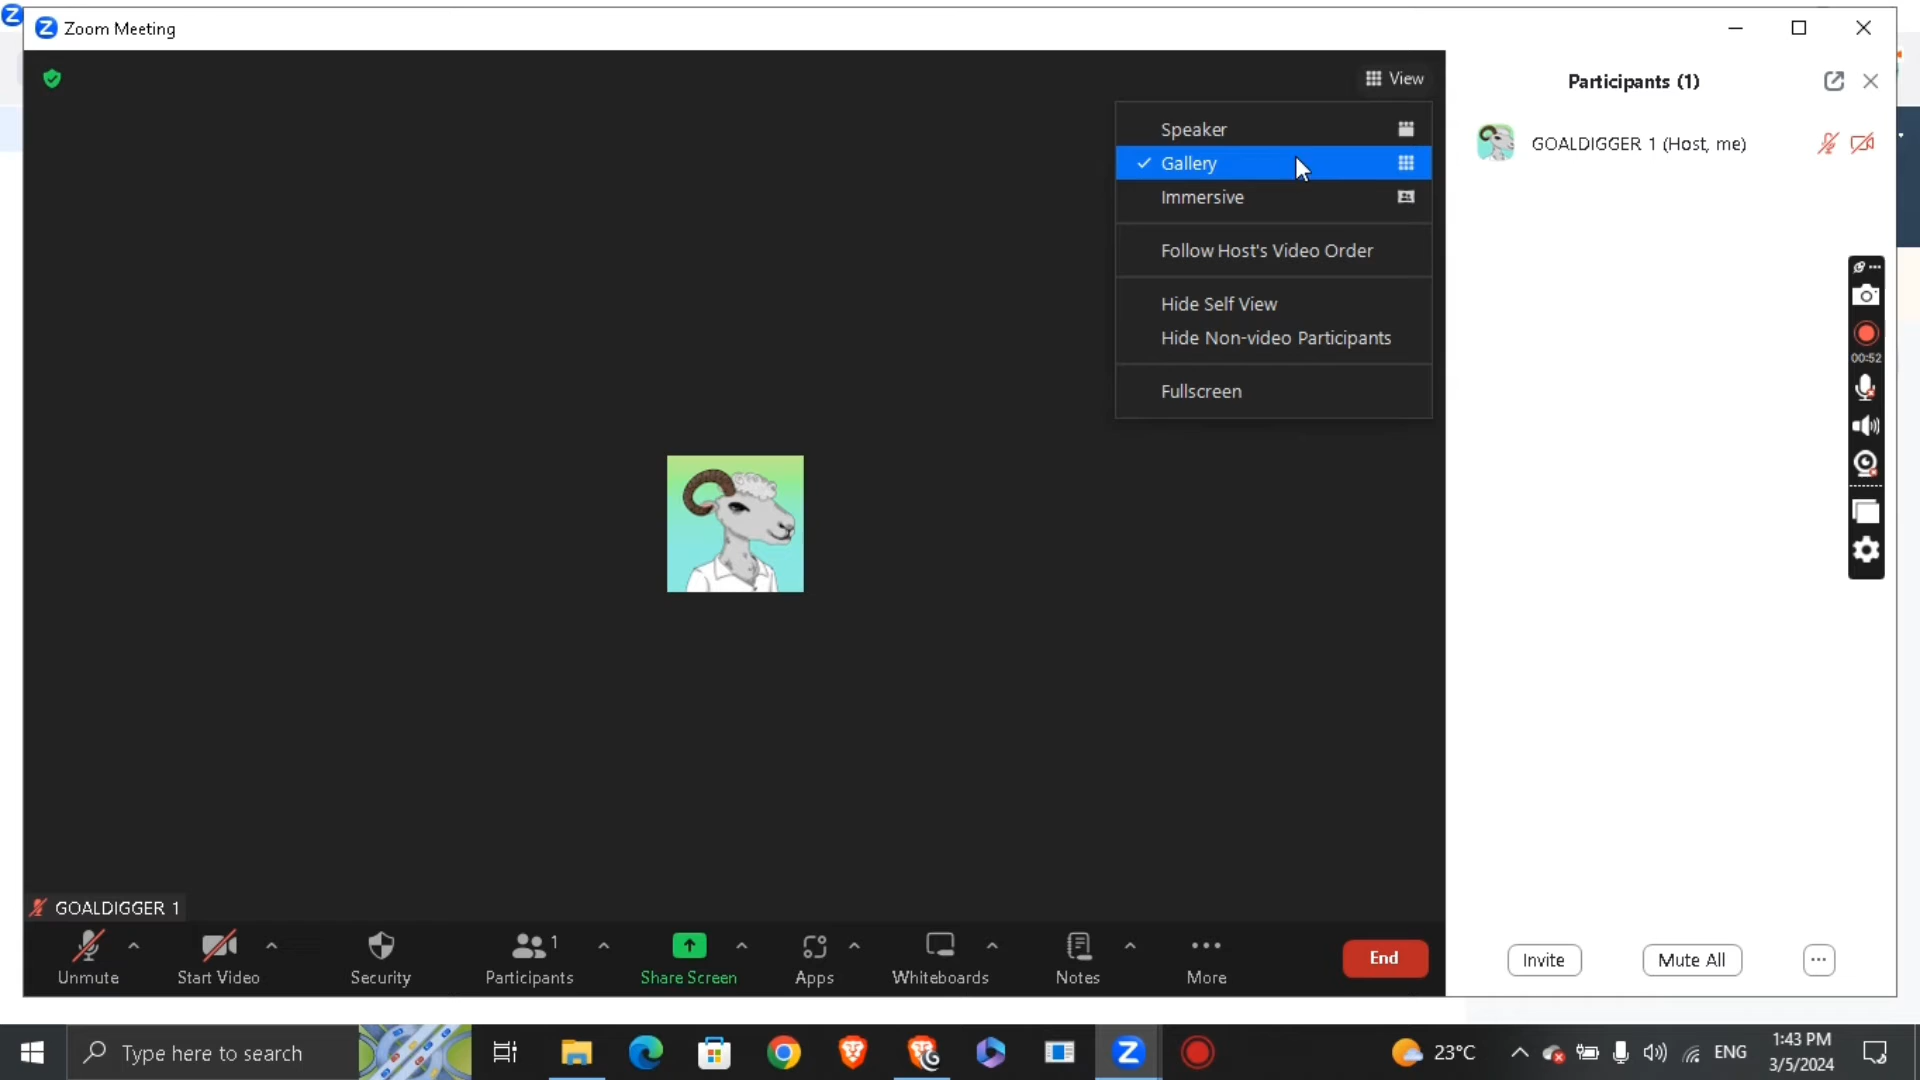 Zoom Meeting
View
Speaker
Gallery
Immersive
Follow Host's Video Order
Hide Self View
Hide Non-video Participants
Fullscreen
Participants (1)
GOALDIGGER 1 (Host, me)
00:52
GOALDIGGER 1
Unmute
Start Video
Security
1
Participants
Share Screen
Apps
Whiteboards
Notes
More
End
Invite
Mute All
Type here to search
23°C
ENG
1:43 PM
3/5/2024